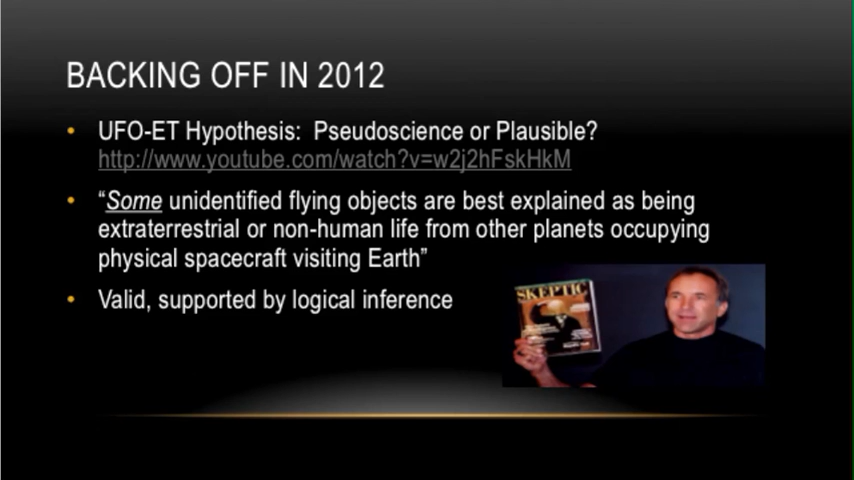 BACKING OFF IN 2012
• UFO-ET Hypothesis: Pseudoscience or Plausible?
http://www.youtube.com/watch?v=w2j2hFskHkM
• “Some unidentified flying objects are best explained as being
extraterrestrial or non-human life from other planets occupying
physical spacecraft visiting Earth”
• Valid, supported by logical inference
SKEPTIC